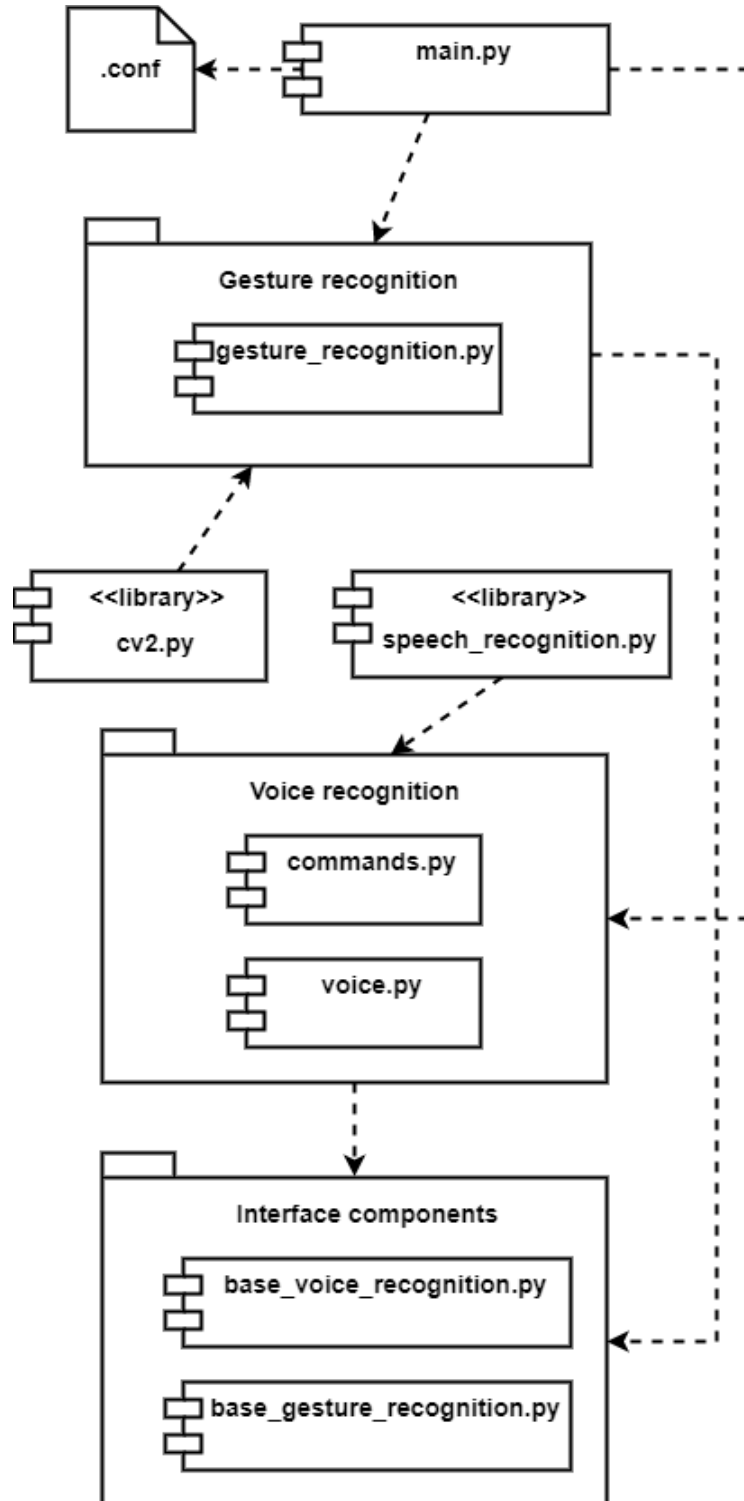 .conf
main.py
Gesture recognition
gesture_recognition.py
<<library>>
cv2.py
<<library>>
speech_recognition.py
Voice recognition
commands.py
voice.py
Interface components
base_voice_recognition.py
base_gesture_recognition.py